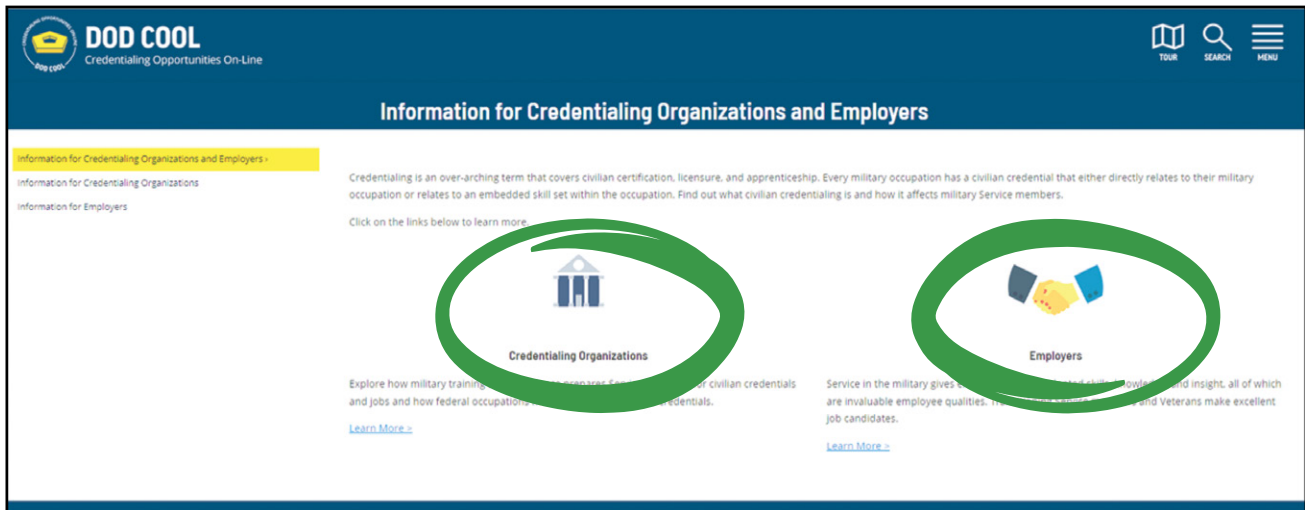 DOD COOL
Credentialing Opportunities On-Line
DOD COOL
TOUR
SEARCH
MENU
Information for Credentialing Organizations and Employers
Information for Credentialing Organizations and Employers ›
Information for Credentialing Organizations
Information for Employers
Credentialing is an over-arching term that covers civilian certification, licensure, and apprenticeship. Every military occupation has a civilian credential that either directly relates to their military
occupation or relates to an embedded skill set within the occupation. Find out what civilian credentialing is and how it affects military Service members.
Click on the links below to learn more.
Credentialing Organizations
Explore how military training prepares or civilian credentials
and jobs and how federal occupations
Learn More >
Employers
Service in the military gives and insight, all of which
are invaluable employee qualities. and Veterans make excellent
job candidates.
Learn More >